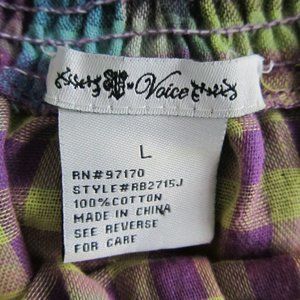 Voice
L
RN#97170
STYLE#RB2715J
100%COTTON
MADE IN CHINA
SEE REVERSE
FOR CARE